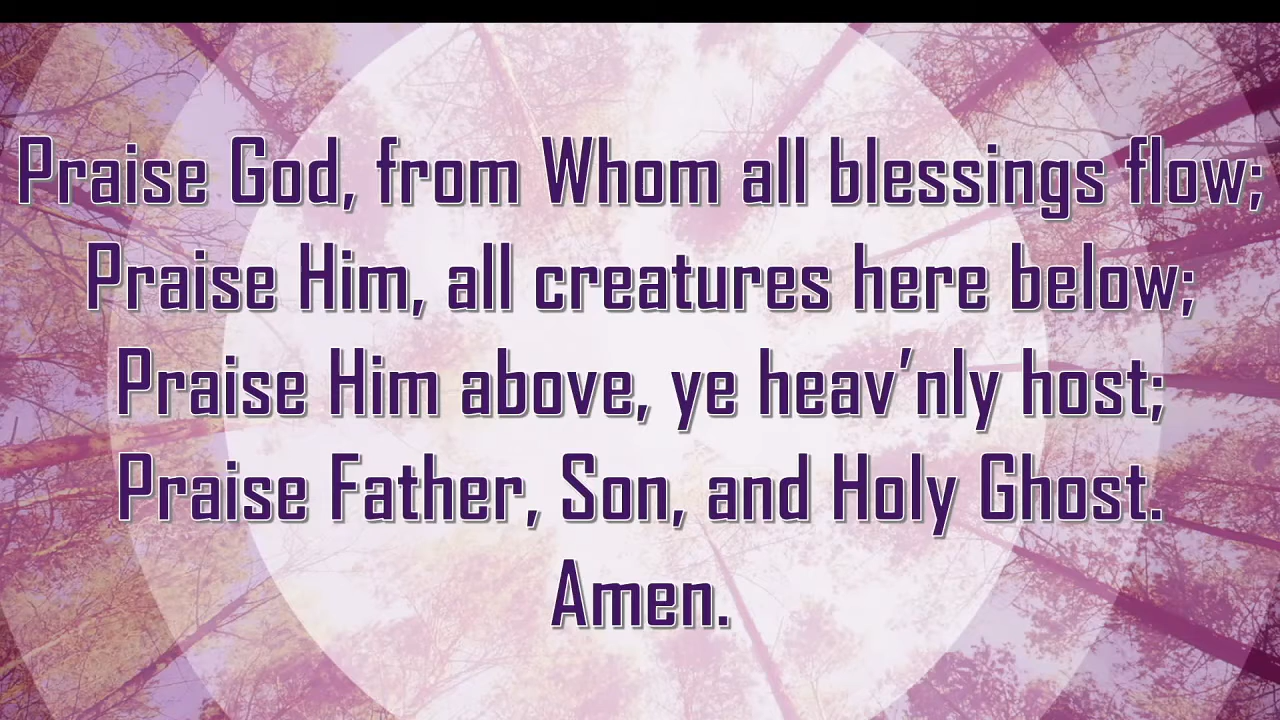 Praise God, from Whom all blessings flow;
Praise Him, all creatures here below;
Praise Him above, ye heav’nly host;
Praise Father, Son, and Holy Ghost.
Amen.